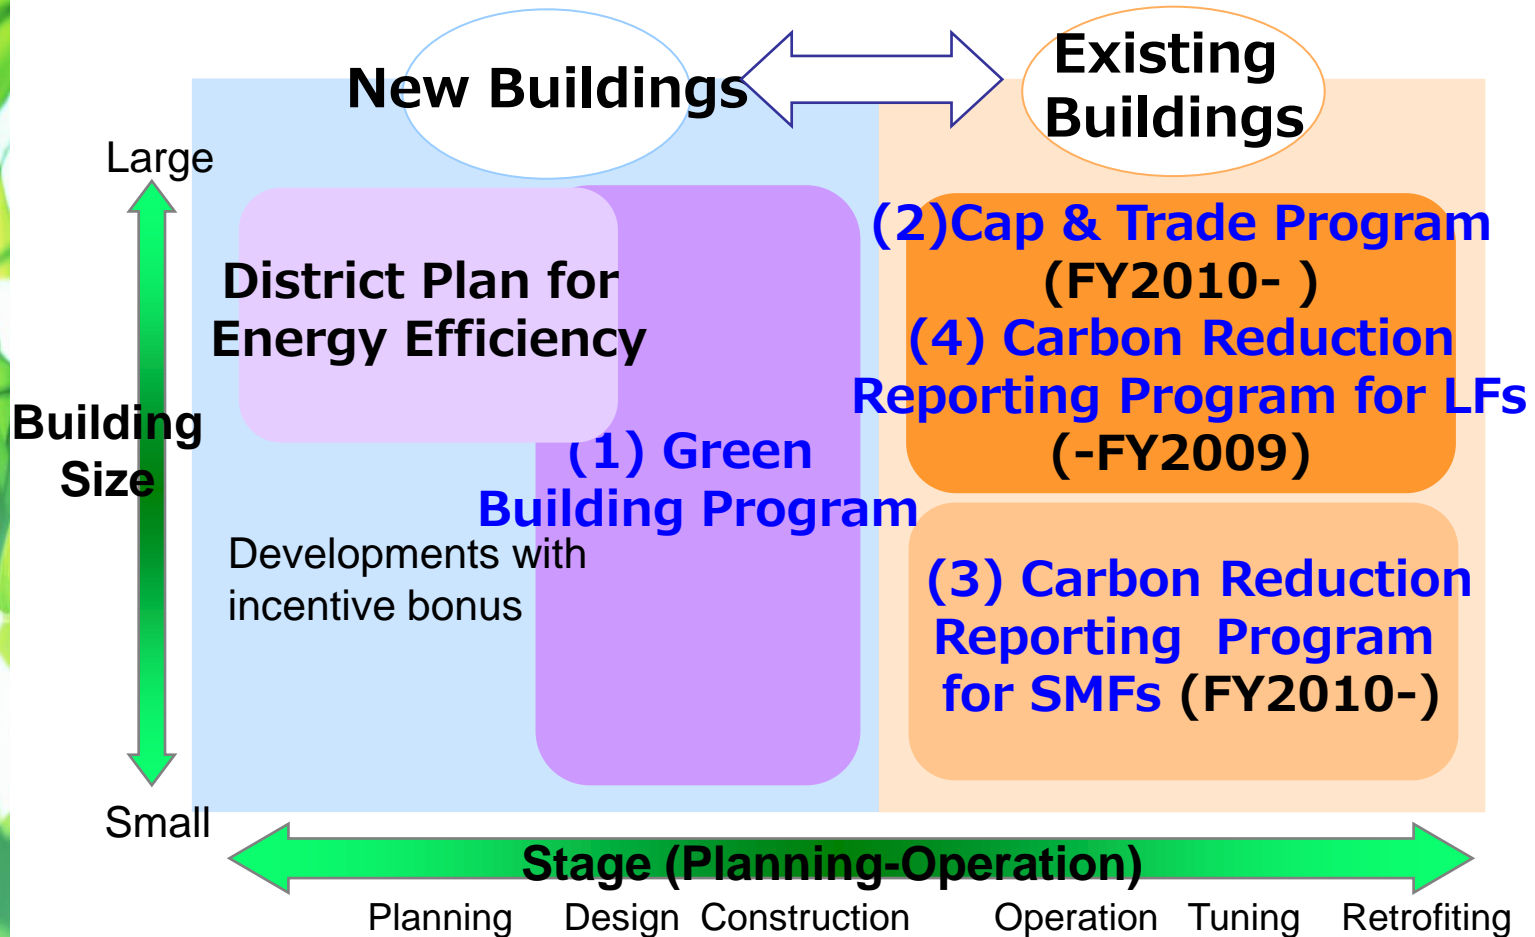 New Buildings
Existing
Buildings
Large
District Plan for
Energy Efficiency
(2)Cap & Trade Program
(FY2010- )
(4) Carbon Reduction
Reporting Program for LFs
(-FY2009)
Building
Size
(1) Green
Building Program
Developments with
incentive bonus
(3) Carbon Reduction
Reporting Program
for SMFs (FY2010-)
Small
Stage (Planning-Operation)
Planning Design Construction Operation Tuning Retrofiting